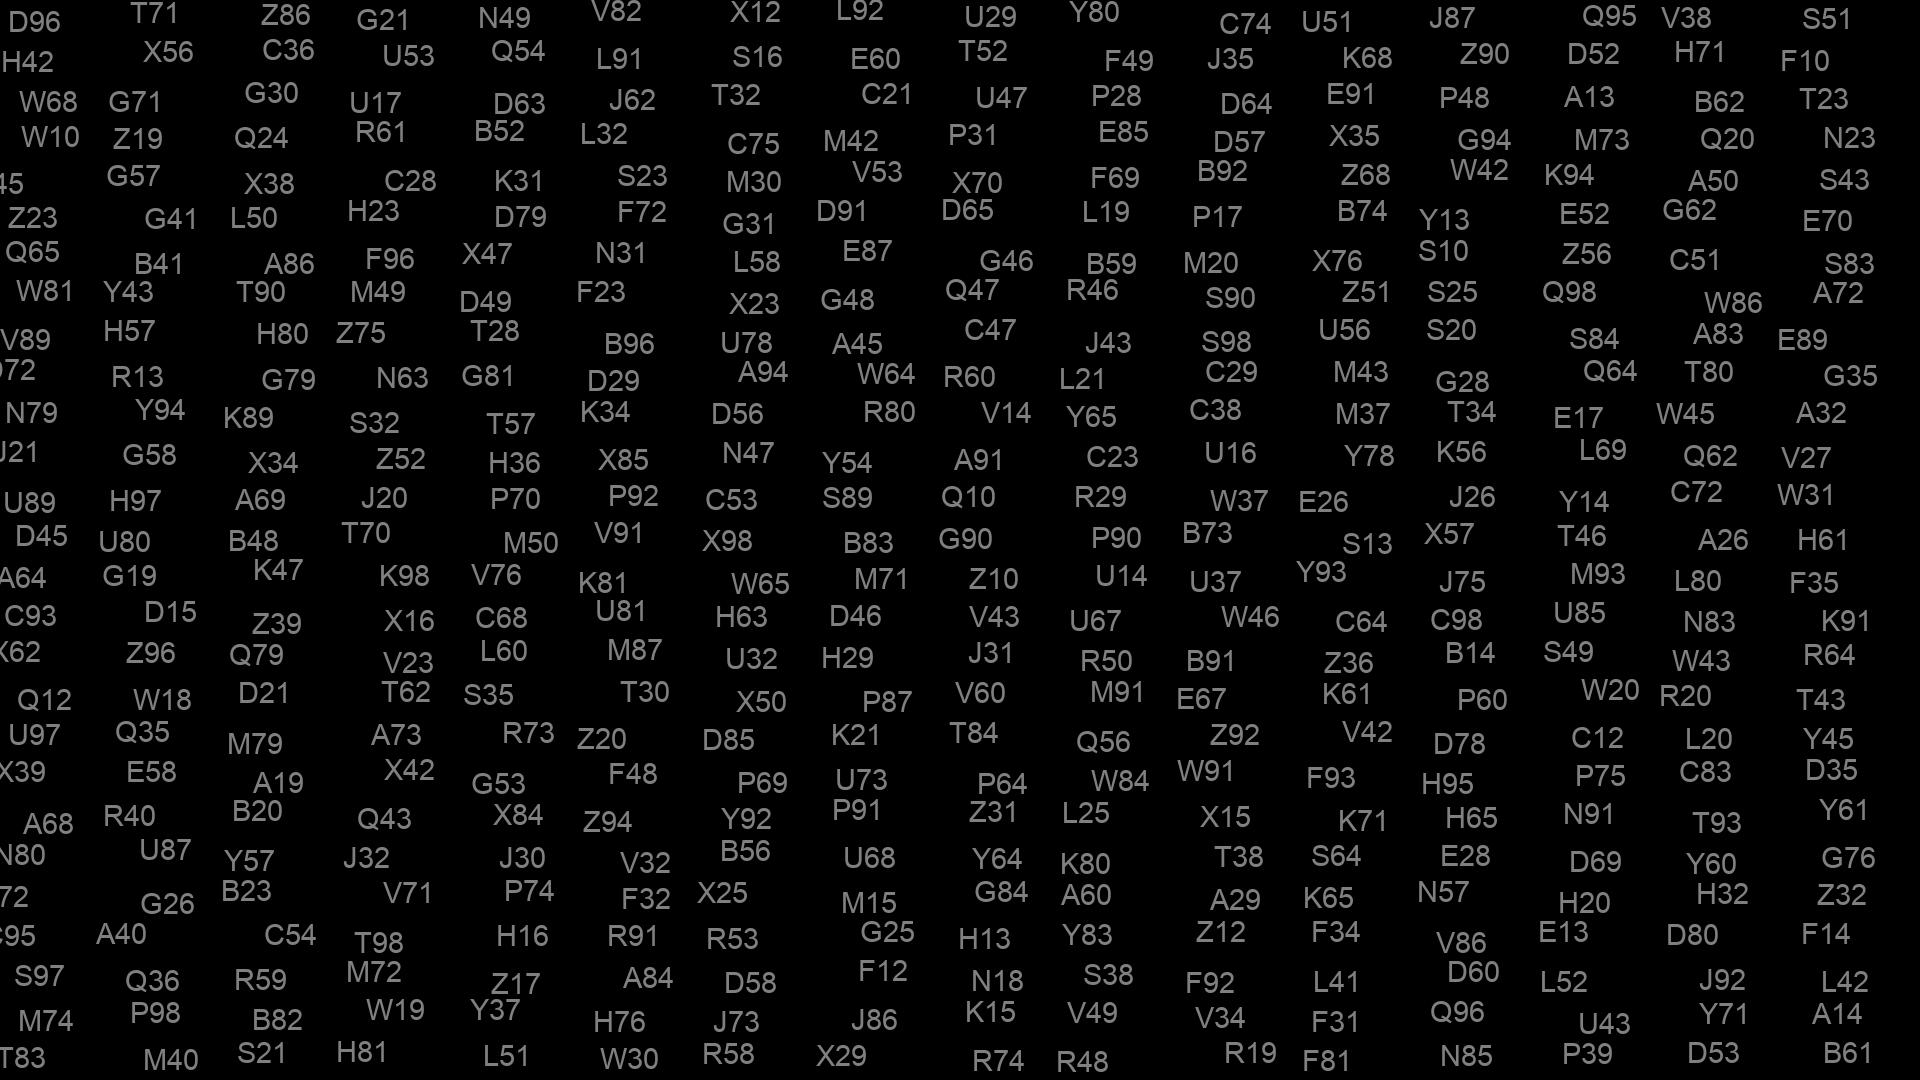 D96 T71 Z86 G21 N49 V82 X12 L92 U29 Y80 C74 U51 J87 Q95 V38 S51
H42 X56 C36 U53 Q54 L91 S16 E60 T52 F49 J35 K68 Z90 D52 H71 F10
W68 G71 G30 U17 D63 J62 T32 C21 U47 P28 D64 E91 P48 A13 B62 T23
W10 Z19 Q24 R61 B52 L32 C75 M42 P31 E85 D57 X35 G94 M73 Q20 N23
45 G57 X38 C28 K31 S23 M30 V53 X70 F69 B92 Z68 W42 K94 A50 S43
Z23 G41 L50 H23 D79 F72 G31 D91 D65 L19 P17 B74 Y13 E52 G62 E70
Q65 B41 A86 F96 X47 N31 L58 E87 G46 B59 M20 X76 S10 Z56 C51 S83
W81 Y43 T90 M49 D49 F23 X23 G48 Q47 R46 S90 Z51 S25 Q98 W86 A72
V89 H57 H80 Z75 T28 B96 U78 A45 C47 J43 S98 U56 S20 S84 A83 E89
72 R13 G79 N63 G81 D29 A94 W64 R60 L21 C29 M43 G28 Q64 T80 G35
N79 Y94 K89 S32 T57 K34 D56 R80 V14 Y65 C38 M37 T34 E17 W45 A32
21 G58 X34 Z52 H36 X85 N47 Y54 A91 C23 U16 Y78 K56 L69 Q62 V27
U89 H97 A69 J20 P70 P92 C53 S89 Q10 R29 W37 E26 J26 Y14 C72 W31
D45 U80 B48 T70 M50 V91 X98 B83 G90 P90 B73 S13 X57 T46 A26 H61
A64 G19 K47 K98 V76 K81 W65 M71 Z10 U14 U37 Y93 J75 M93 L80 F35
C93 D15 Z39 X16 C68 U81 H63 D46 V43 U67 W46 C64 C98 U85 N83 K91
X62 Z96 Q79 V23 L60 M87 U32 H29 J31 R50 B91 Z36 B14 S49 W43 R64
Q12 W18 D21 T62 S35 T30 X50 P87 V60 M91 E67 K61 P60 W20 R20 T43
U97 Q35 M79 A73 R73 Z20 D85 K21 T84 Q56 Z92 V42 D78 C12 L20 Y45
X39 E58 A19 X42 G53 F48 P69 U73 P64 W84 W91 F93 H95 P75 C83 D35
A68 R40 B20 Q43 X84 Z94 Y92 P91 Z31 L25 X15 K71 H65 N91 T93 Y61
N80 U87 Y57 J32 J30 V32 B56 U68 Y64 K80 T38 S64 E28 D69 Y60 G76
72 G26 B23 V71 P74 F32 X25 M15 G84 A60 A29 K65 N57 H20 H32 Z32
C95 A40 C54 T98 H16 R91 R53 G25 H13 Y83 Z12 F34 V86 E13 D80 F14
S97 Q36 R59 M72 Z17 A84 D58 F12 N18 S38 F92 L41 D60 L52 J92 L42
M74 P98 B82 W19 Y37 H76 J73 J86 K15 V49 V34 F31 Q96 U43 Y71 A14
T83 M40 S21 H81 L51 W30 R58 X29 R74 R48 R19 F81 N85 P39 D53 B61